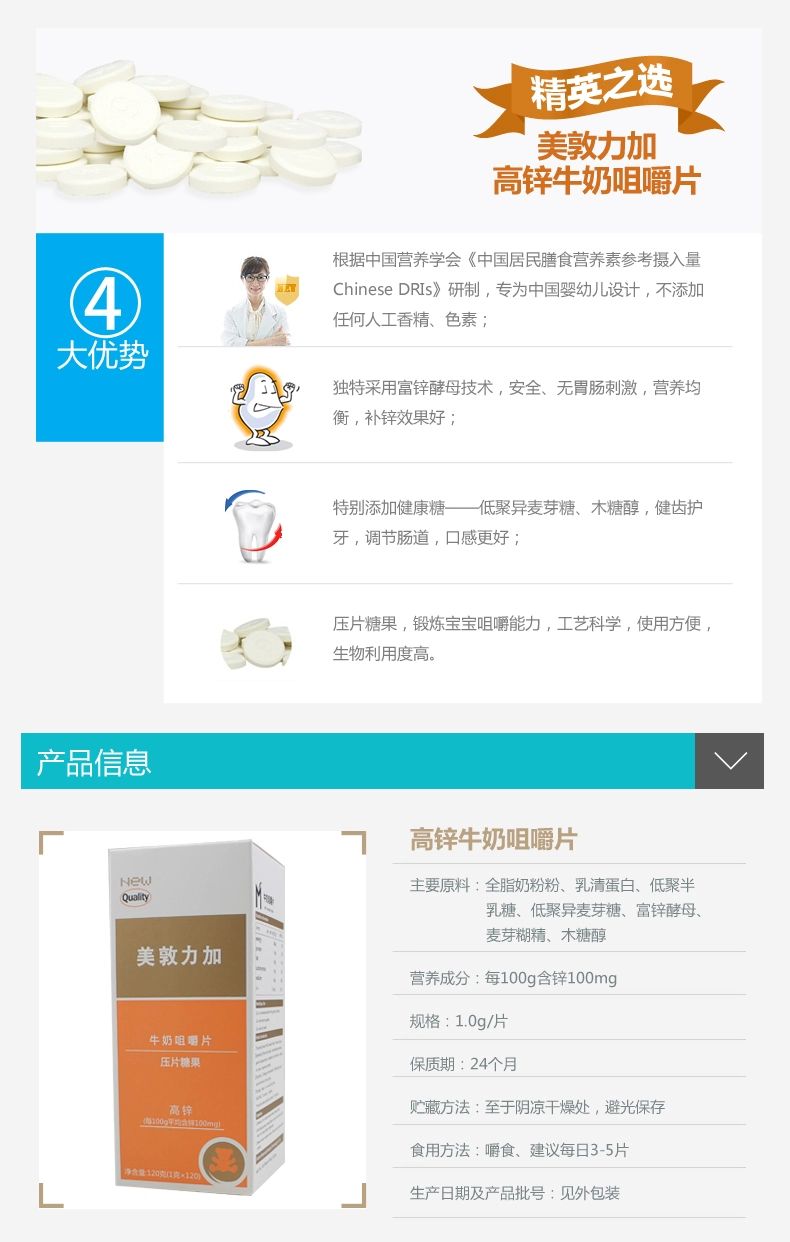 精英之选
美敦力加
高锌牛奶咀嚼片
4
大优势
根据中国营养学会《中国居民膳食营养素参考摄入量
Chinese DRIs》研制，专为中国婴幼儿设计，不添加
任何人工香精、色素；
独特采用富锌酵母技术，安全、无胃肠刺激，营养均
衡，补锌效果好；
特别添加健康糖——低聚异麦芽糖、木糖醇，健齿护
牙，调节肠道，口感更好；
压片糖果，锻炼宝宝咀嚼能力，工艺科学，使用方便，
生物利用度高。
产品信息
New
Quality
美敦力加
牛奶咀嚼片
压片糖果
高锌
(每100g平均含锌100mg)
净含量:120克(1克×120)
高锌牛奶咀嚼片
主要原料：全脂奶粉粉、乳清蛋白、低聚半
乳糖、低聚异麦芽糖、富锌酵母、
麦芽糊精、木糖醇
营养成分：每100g含锌100mg
规格：1.0g/片
保质期：24个月
贮藏方法：至于阴凉干燥处，避光保存
食用方法：嚼食、建议每日3-5片
生产日期及产品批号：见外包装